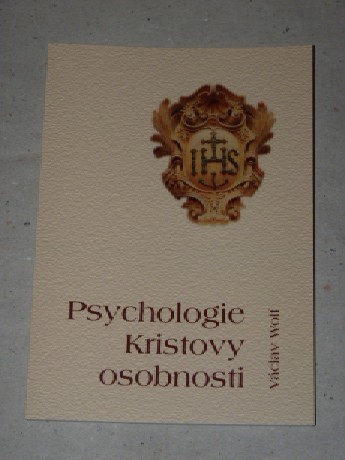 IHS
Psychologie
Kristovy
osobnosti
václav wolf